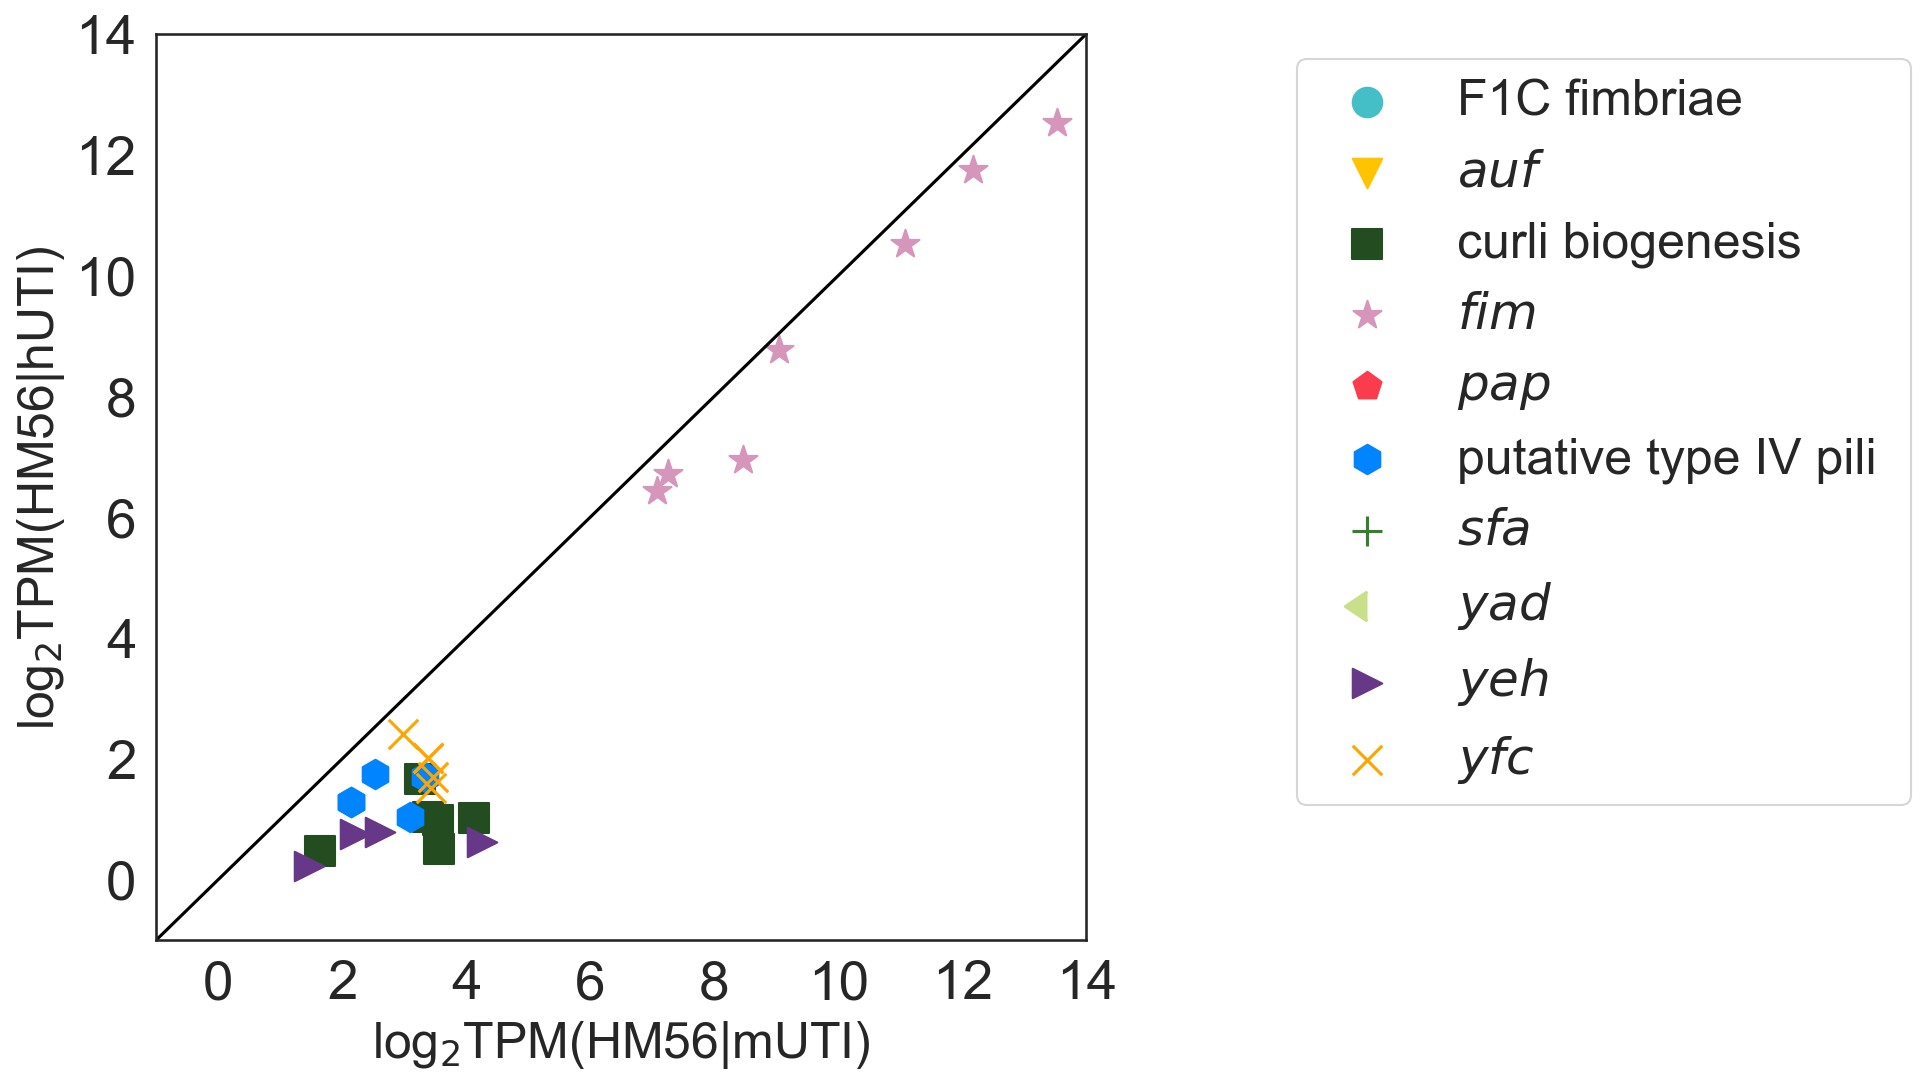 14
12
10
8
6
4
2
0
log₂TPM(HM56|hUTI)
0 2 4 6 8 10 12 14
log₂TPM(HM56|mUTI)
F1C fimbriae
auf
curli biogenesis
fim
pap
putative type IV pili
sfa
yad
yeh
yfc